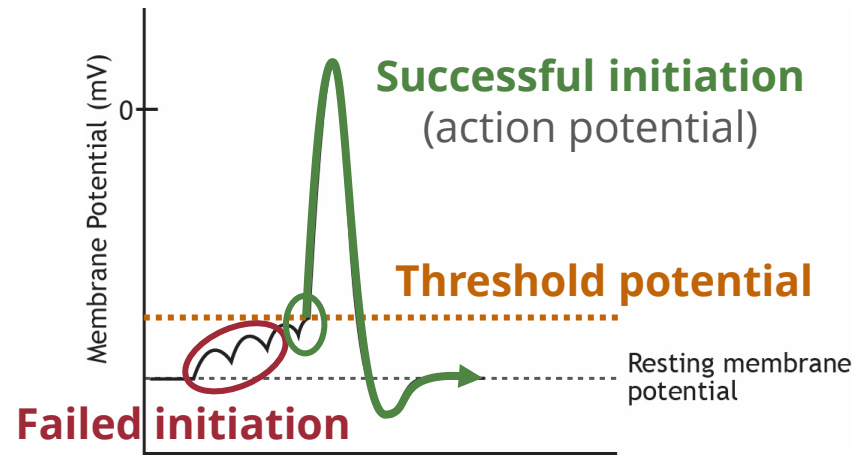 Membrane Potential (mV)
0
Successful initiation
(action potential)
Threshold potential
Resting membrane
potential
Failed initiation